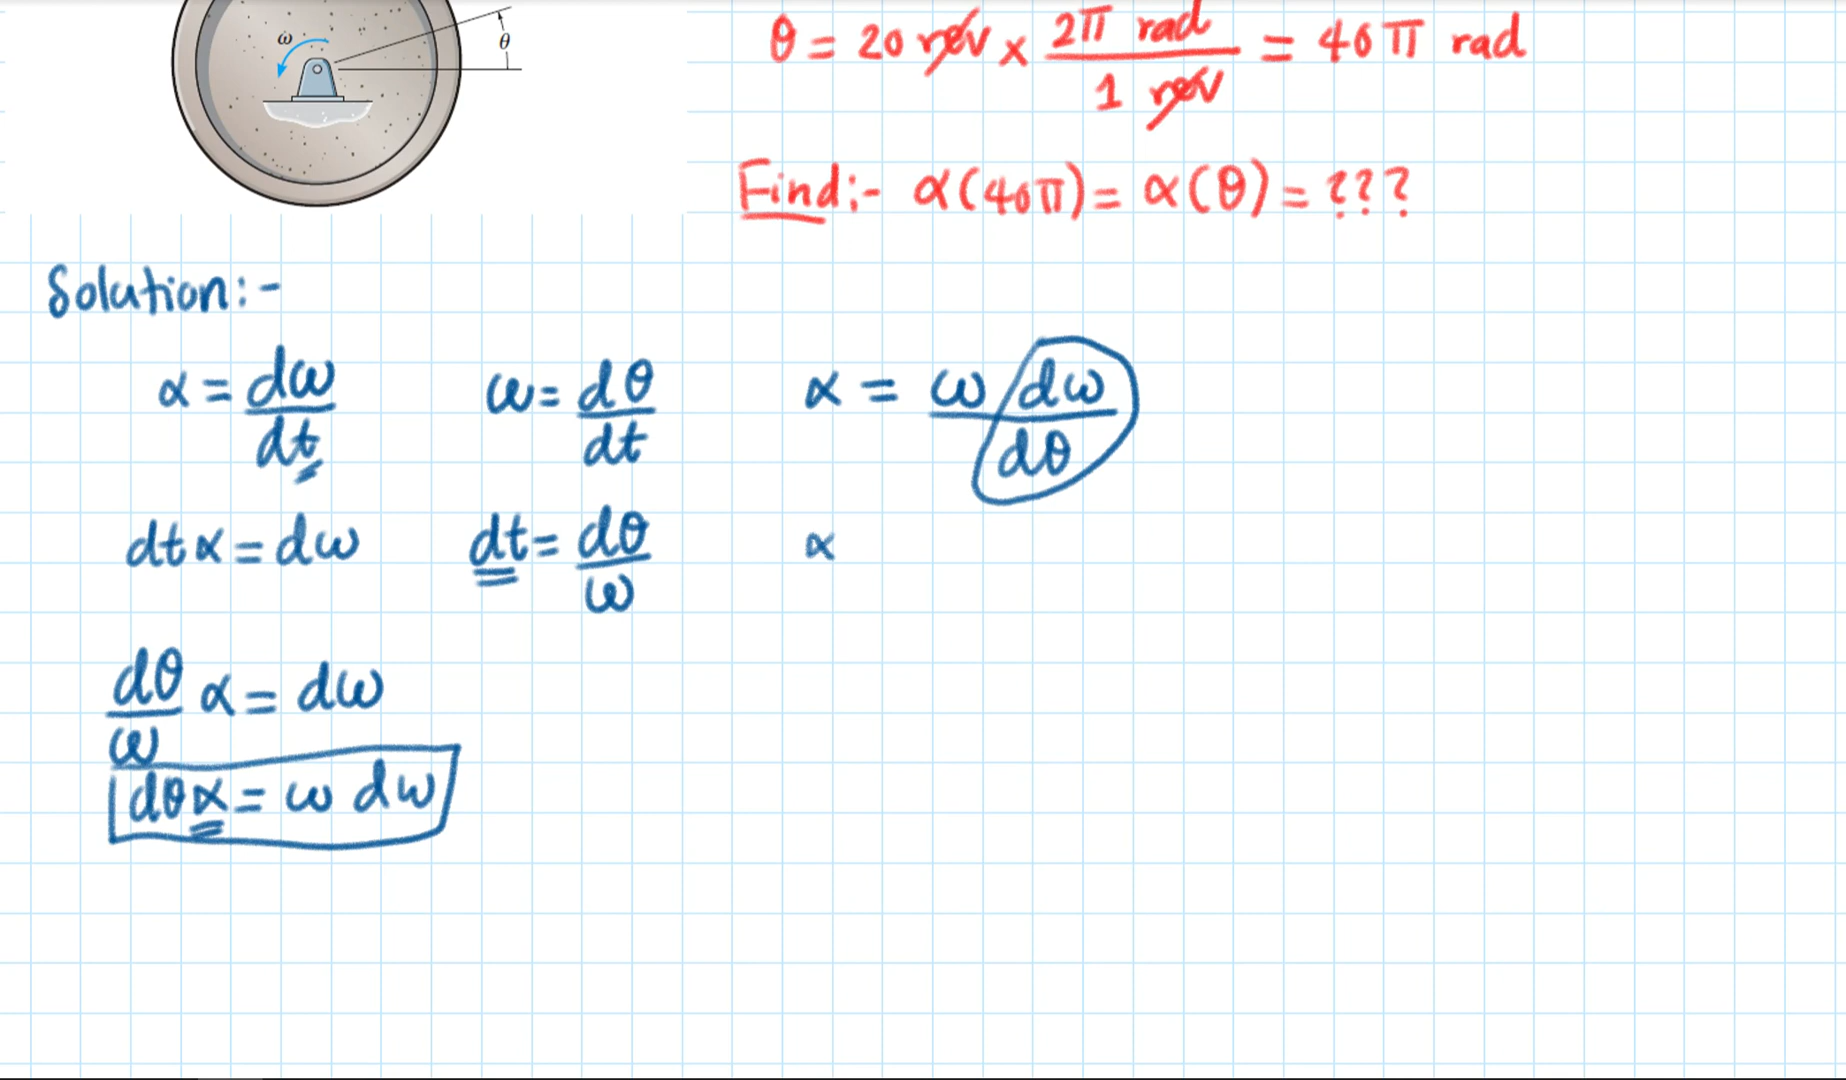 ω
θ
θ = 20 rev × 2π rad / 1 rev = 40π rad
Find:- α(40π) = α(θ) = ???
Solution:-
α = dω/dt
ω = dθ/dt
α = ω dω/dθ
dt α = dω
dt = dθ/ω
α
dθ/ω α = dω
dθ α = ω dω